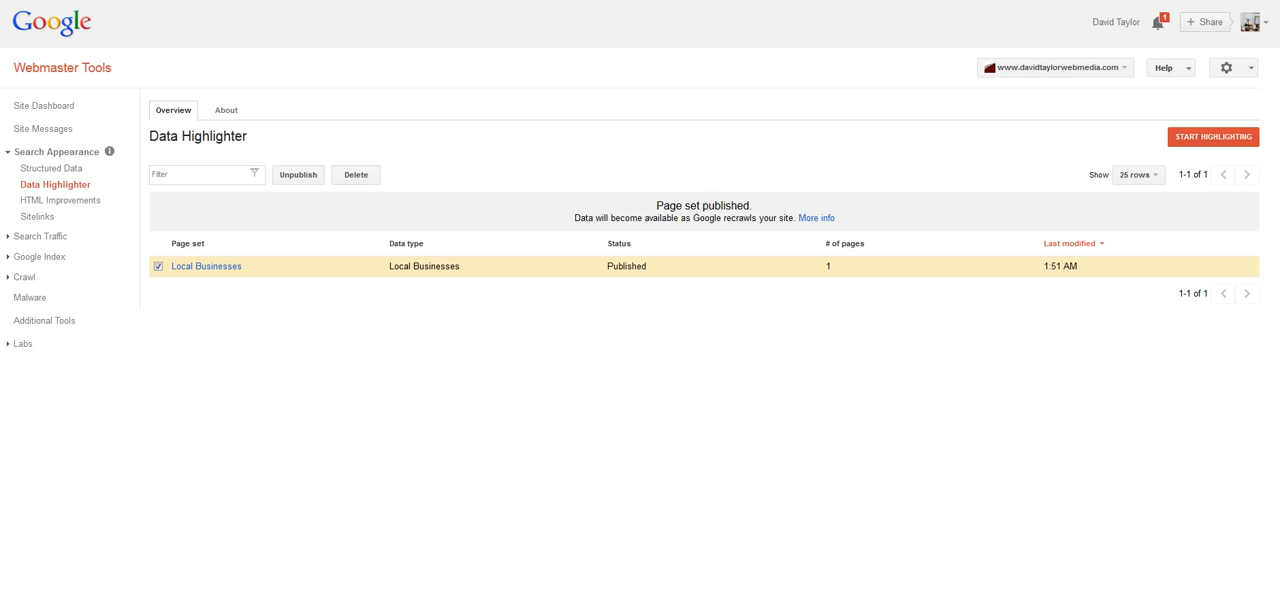 Google
David Taylor
1
+ Share
Webmaster Tools
www.davidtaylorwebmedia.com
Help
Site Dashboard
Site Messages
Search Appearance i
Structured Data
Data Highlighter
HTML Improvements
Sitelinks
Search Traffic
Google Index
Crawl
Malware
Additional Tools
Labs
Overview About
Data Highlighter
START HIGHLIGHTING
Filter
Unpublish
Delete
Show 25 rows 1-1 of 1
Page set published.
Data will become available as Google recrawls your site. More info
Page set Data type Status # of pages Last modified
Local Businesses Local Businesses Published 1 1:51 AM
1-1 of 1